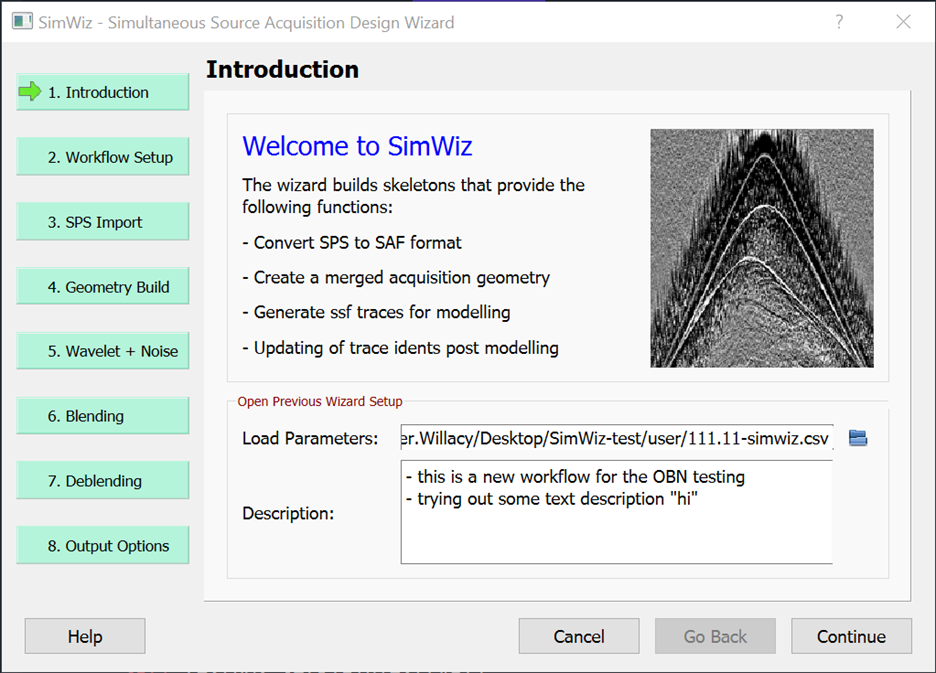 SimWiz - Simultaneous Source Acquisition Design Wizard
?
Introduction
1. Introduction
2. Workflow Setup
3. SPS Import
4. Geometry Build
5. Wavelet + Noise
6. Blending
7. Deblending
8. Output Options
Welcome to SimWiz
The wizard builds skeletons that provide the
following functions:
- Convert SPS to SAF format
- Create a merged acquisition geometry
- Generate ssf traces for modelling
- Updating of trace idents post modelling
Open Previous Wizard Setup
Load Parameters: er.Willacy/Desktop/SimWiz-test/user/111.11-simwiz.csv
Description:
- this is a new workflow for the OBN testing
- trying out some text description "hi"
Help
Cancel
Go Back
Continue